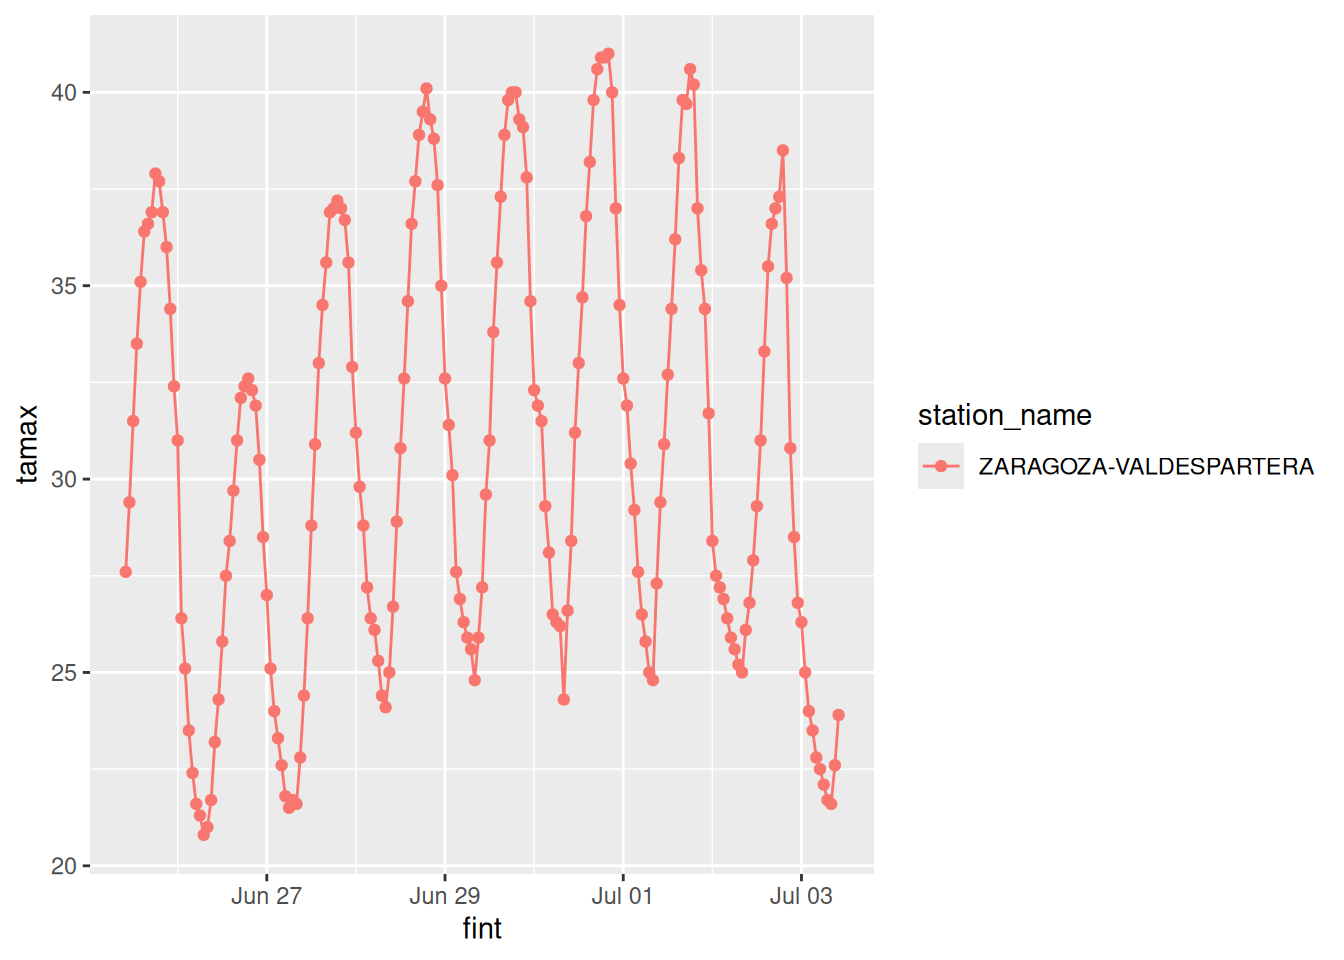 40
35
30
25
20
tamax
Jun 27
Jun 29
Jul 01
Jul 03
fint
station_name
ZARAGOZA-VALDESPARTERA